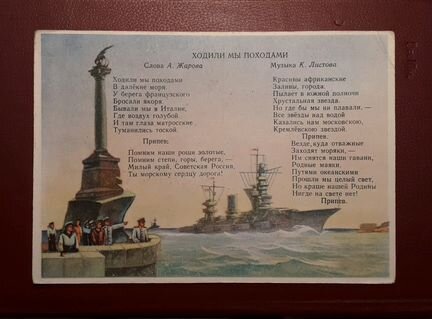 ХОДИЛИ МЫ ПОХОДАМИ
Слова А. Жарова
Музыка К. Листова
Ходили мы походами
В далёкие моря.
У берега французского
Бросали якоря.
Бывали мы в Италии,
Где воздух голубой.
И там глаза матросские
Туманились тоской.
Припев:
Помним наши рощи золотые,
Помним степи, горы, берега, —
Милый край, Советская Россия,
Ты морскому сердцу дорога!
Красивы африканские
Заливы, города.
Пылает в южной полночи
Хрустальная звезда.
Но где бы мы ни плавали, —
Все звёзды над водой
Казались нам московскою,
Кремлёвскою звездой.
Припев.
Везде, куда отважные
Заходят моряки, —
Им снятся наши гавани,
Родные маяки.
Путями океанскими
Прошли мы целый свет,
Но краше нашей Родины
Нигде на свете нет!
Припев.